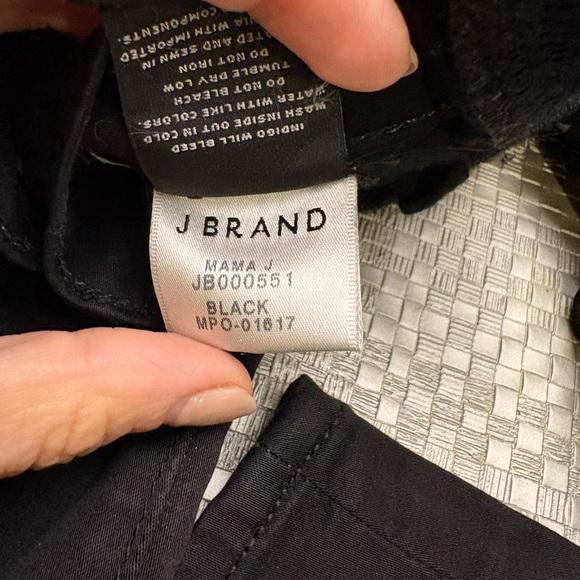 COMPONENTS.
WITH IMPORTED
AND SEWN IN
DO NOT IRON
TUMBLE DRY LOW
DO NOT BLEACH
WATER WITH LIKE COLORS.
WASH INSIDE OUT IN COLD
INDIGO WILL BLEED
J BRAND
MAMA J
JB000551
BLACK
MPO-01617